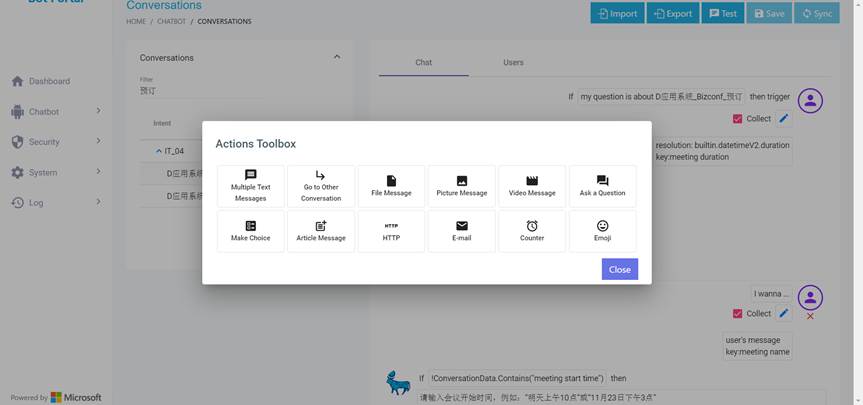 Bot Portal
Conversations
HOME / CHATBOT / CONVERSATIONS
Import
Export
Test
Save
Sync
Dashboard
Chatbot
Security
System
Log
Conversations
Filter
预订
Intent
IT_04
D应用系统
D应用系统
Chat
Users
If my question is about D应用系统_Bizconf_预订 then trigger
Collect
resolution: builtin.datetimeV2.duration
key:meeting duration
Actions Toolbox
Multiple Text
Messages
Go to Other
Conversation
File Message
Picture Message
Video Message
Ask a Question
Make Choice
Article Message
HTTP
HTTP
E-mail
Counter
Emoji
Close
I wanna ...
Collect
user's message
key:meeting name
If !ConversationData.Contains("meeting start time") then
请输入会议开始时间，例如："明天上午10点"或"11月23日下午3点"
Powered by Microsoft